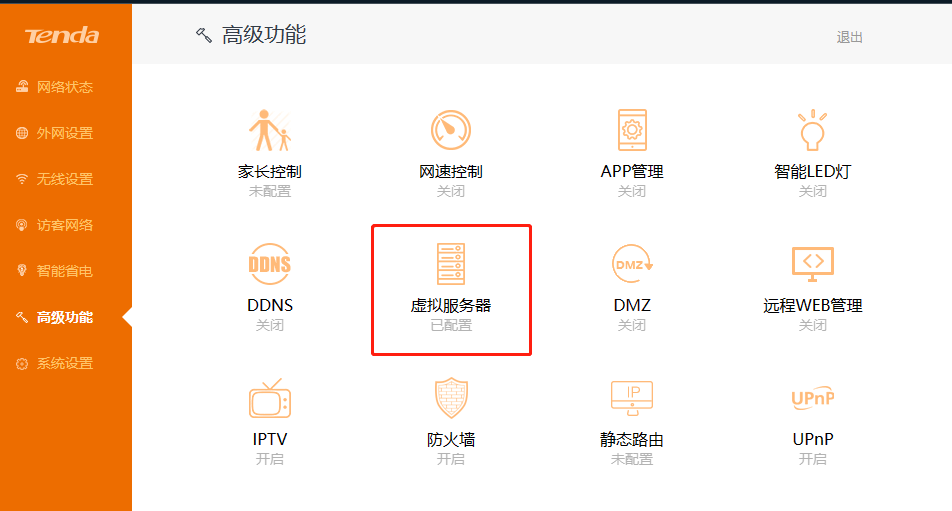 Tenda
高级功能
退出
网络状态
外网设置
无线设置
访客网络
智能省电
高级功能
系统设置
家长控制
未配置
网速控制
关闭
APP管理
关闭
智能LED灯
关闭
DDNS
DDNS
关闭
虚拟服务器
已配置
DMZ
DMZ
关闭
远程WEB管理
关闭
IPTV
开启
防火墙
开启
IP
静态路由
未配置
UPnP
UPnP
开启